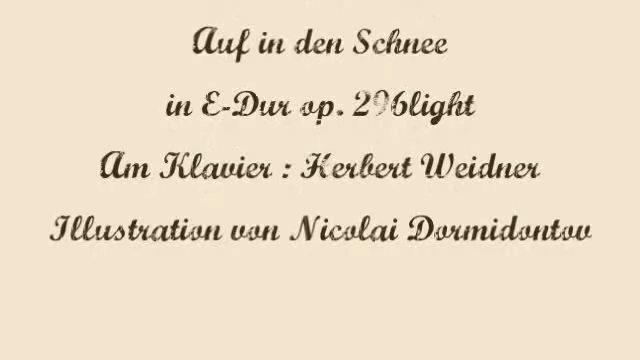 Auf in den Schnee
in E-Dur op. 296light
Am Klavier : Herbert Weidner
Illustration von Nicolai Dormidontov